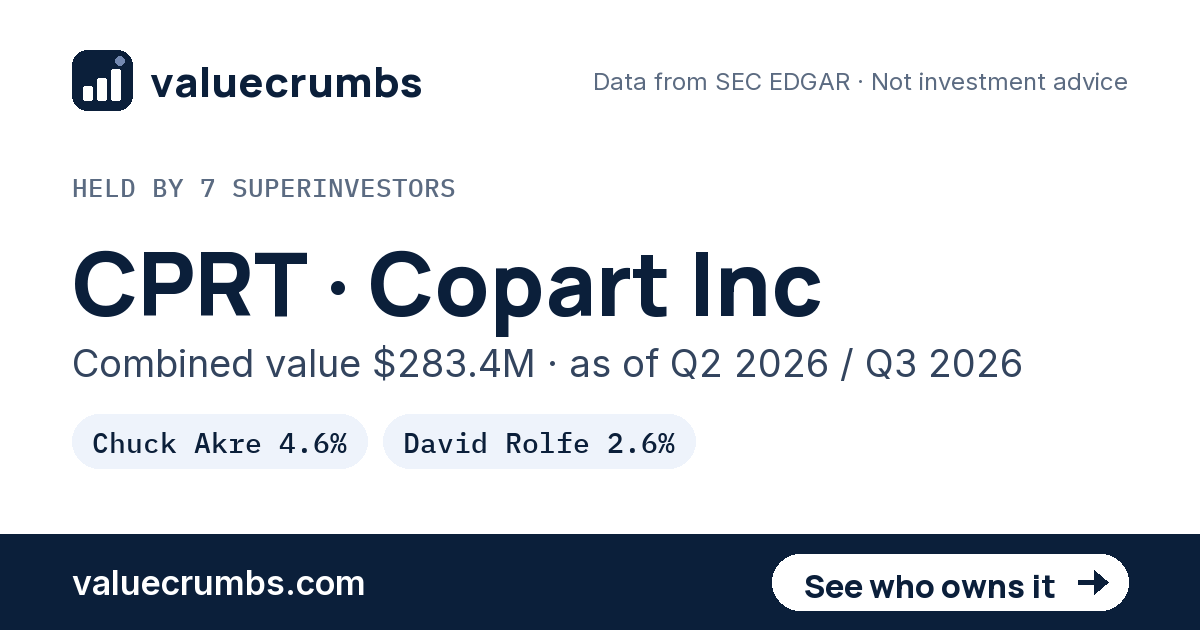 valuecrumbs
Data from SEC EDGAR · Not investment advice
HELD BY 7 SUPERINVESTORS
CPRT · Copart Inc
Combined value $283.4M · as of Q2 2026 / Q3 2026
Chuck Akre 4.6%
David Rolfe 2.6%
valuecrumbs.com
See who owns it →